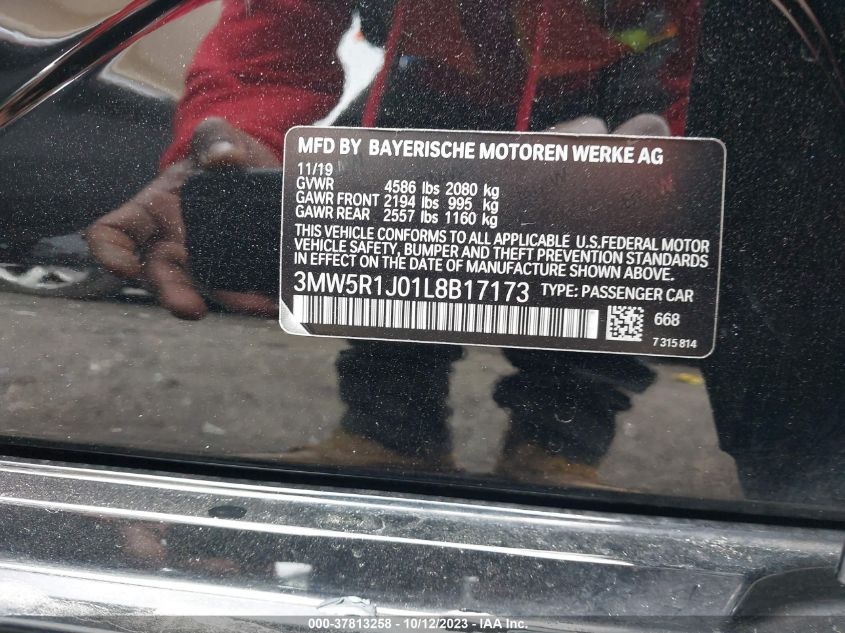 MFD BY BAYERISCHE MOTOREN WERKE AG
11/19
GVWR 4586 lbs 2080 kg
GAWR FRONT 2194 lbs 995 kg
GAWR REAR 2557 lbs 1160 kg
THIS VEHICLE CONFORMS TO ALL APPLICABLE U.S.FEDERAL MOTOR
VEHICLE SAFETY, BUMPER AND THEFT PREVENTION STANDARDS
IN EFFECT ON THE DATE OF MANUFACTURE SHOWN ABOVE.
3MW5R1J01L8B17173 TYPE: PASSENGER CAR
668
7 315 814
000-37813258 - 10/12/2023 - IAA Inc.